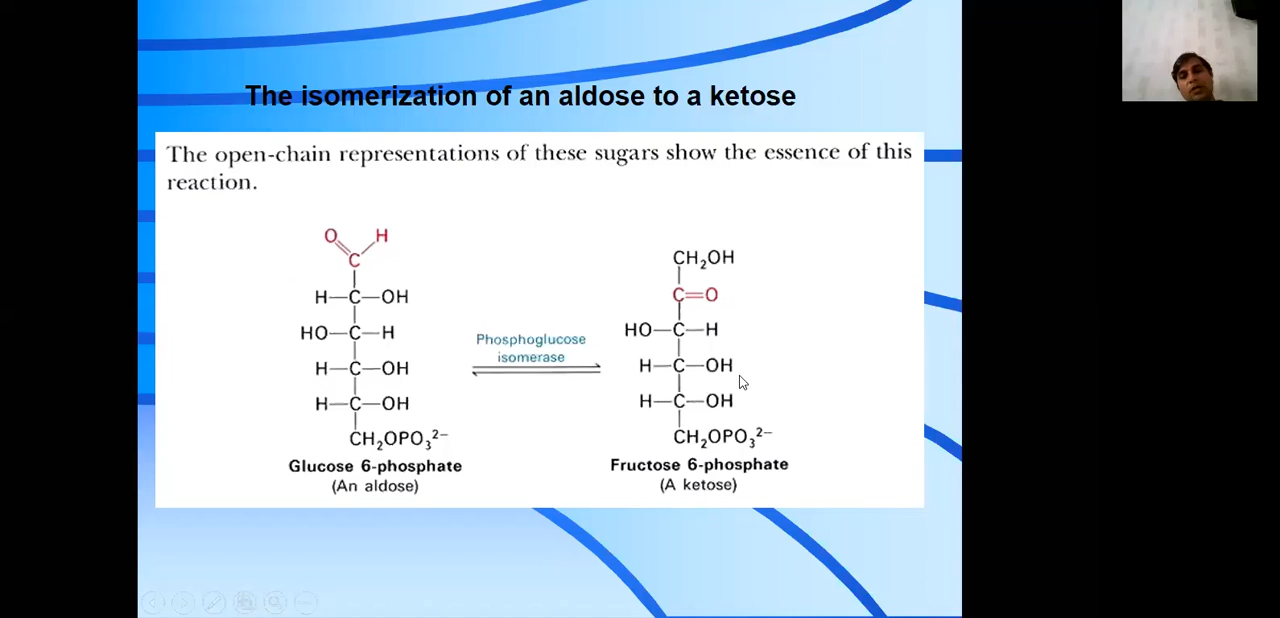 The isomerization of an aldose to a ketose
The open-chain representations of these sugars show the essence of this
reaction.
O H
C
H—C—OH
HO—C—H
H—C—OH
H—C—OH
CH₂OPO₃²⁻
Glucose 6-phosphate
(An aldose)
Phosphoglucose
isomerase
CH₂OH
C=O
HO—C—H
H—C—OH
H—C—OH
CH₂OPO₃²⁻
Fructose 6-phosphate
(A ketose)